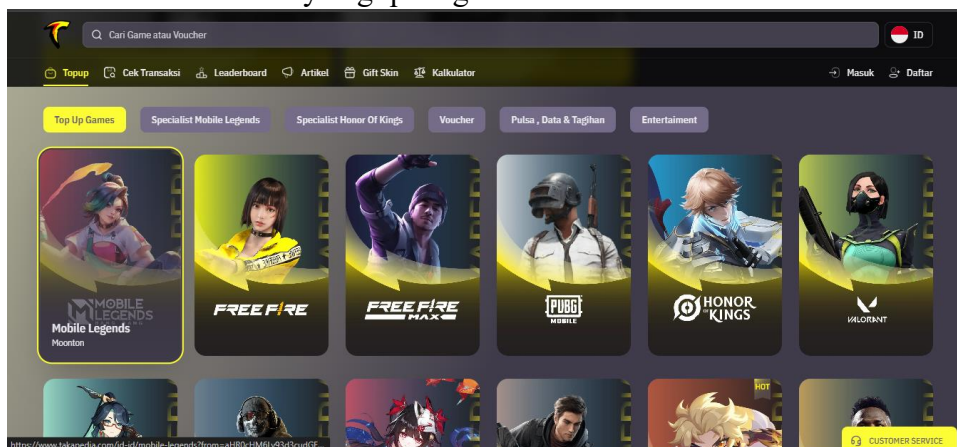 Cari Game atau Voucher
ID
Topup Cek Transaksi Leaderboard Artikel Gift Skin Kalkulator Masuk Daftar
Top Up Games Specialist Mobile Legends Specialist Honor Of Kings Voucher Pulsa , Data & Tagihan Entertaiment
MOBILE
LEGENDS
Mobile Legends
Moonton
FREE FIRE
FREE FIRE
MAX
PUBG
MOBILE
HONOR
OF KINGS
VALORANT
HOT
CUSTOMER SERVICE